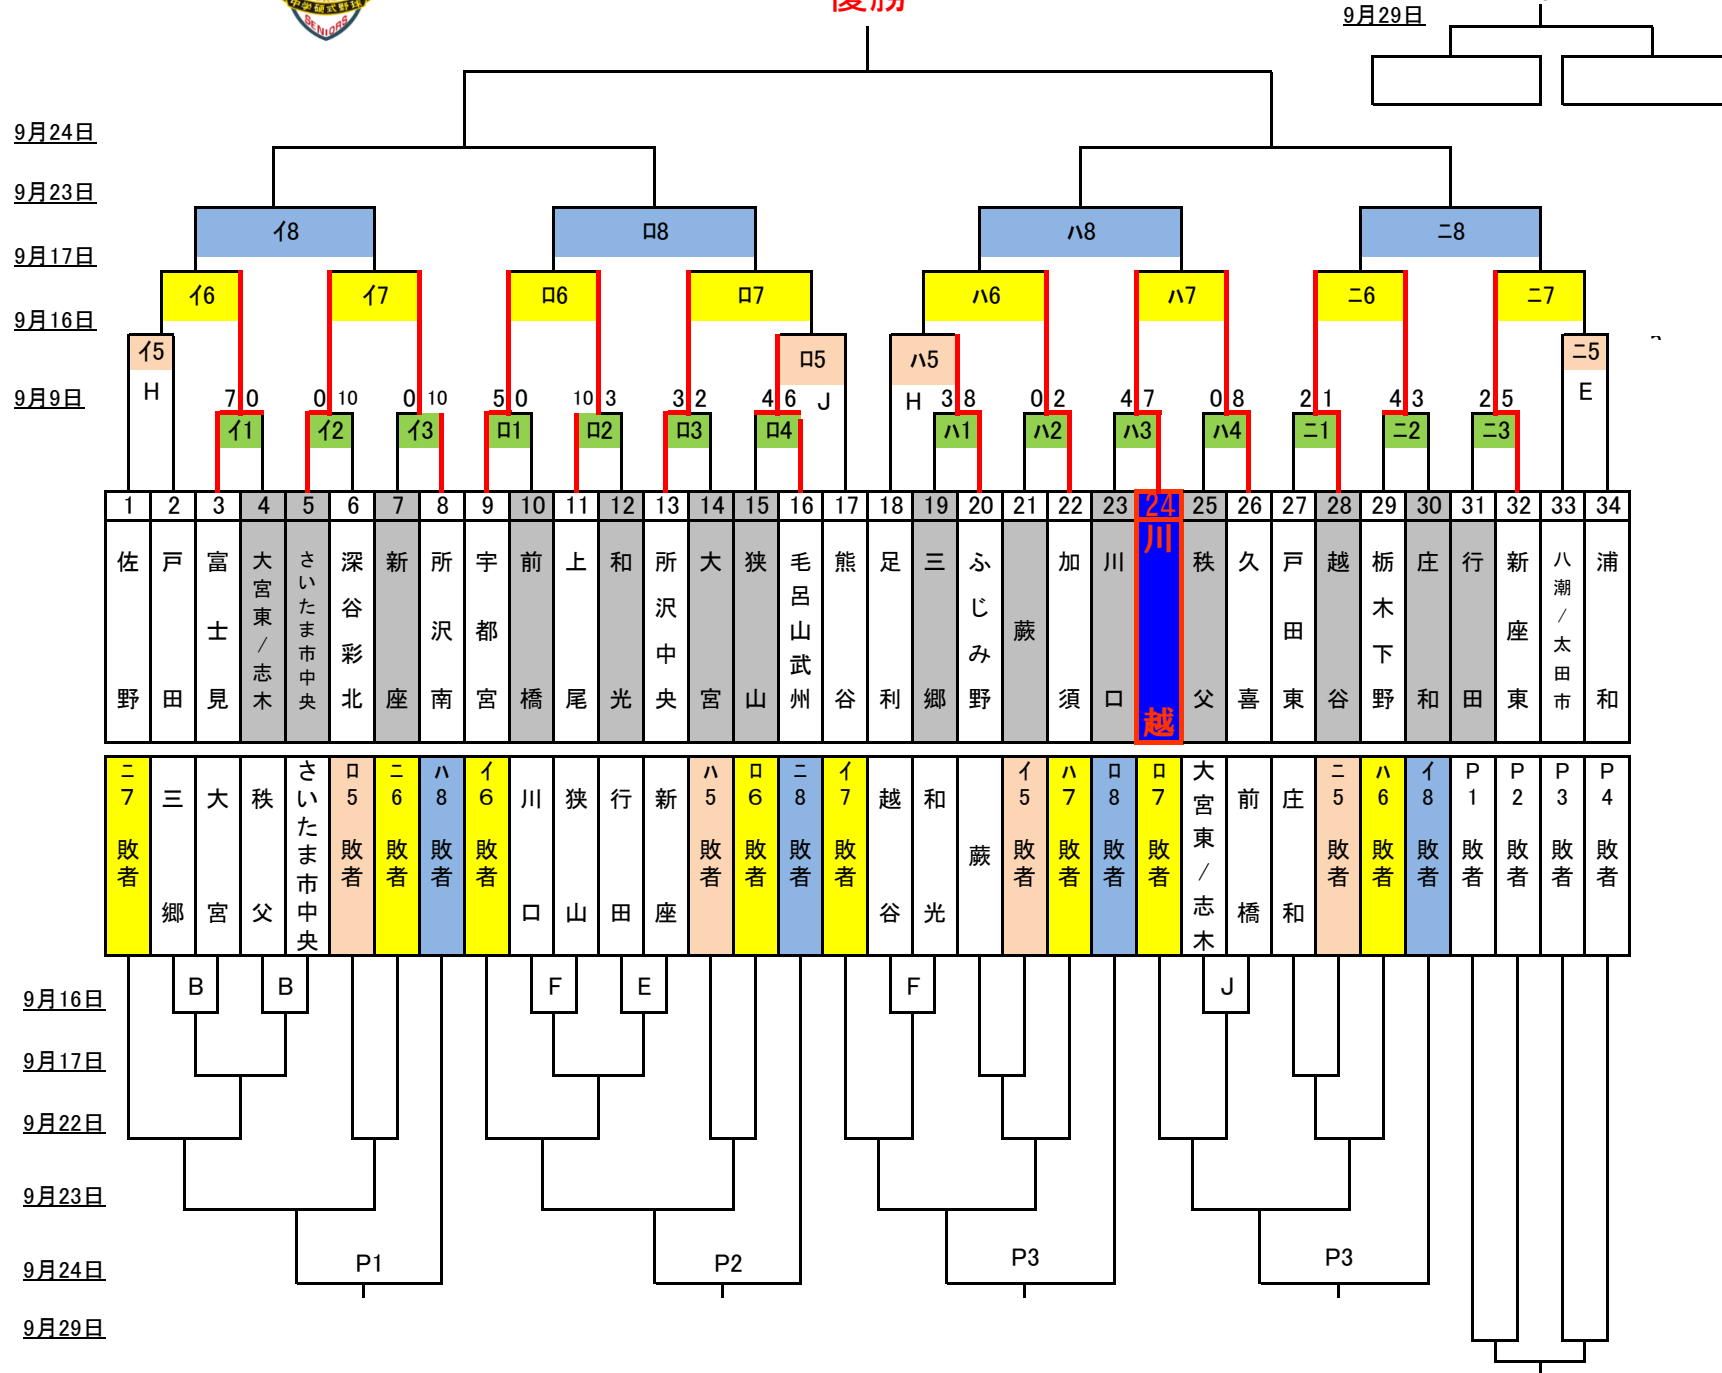 中学硬式野球
SENIORS
優勝
9月29日
9月24日
9月23日
イ8 ロ8 ハ8 ニ8
9月17日
イ6 イ7 ロ6 ロ7 ハ6 ハ7 ニ6 ニ7
9月16日
イ5 ロ5 ハ5 ニ5
H J H E
9月9日
7 0 0 10 0 10 5 0 10 3 3 2 4 6 3 8 0 2 4 7 0 8 2 1 4 3 2 5
イ1 イ2 イ3 ロ1 ロ2 ロ3 ロ4 ハ1 ハ2 ハ3 ハ4 ニ1 ニ2 ニ3
1 2 3 4 5 6 7 8 9 10 11 12 13 14 15 16 17 18 19 20 21 22 23 24 25 26 27 28 29 30 31 32 33 34
佐野
戸田
富士見
大宮東/志木
さいたま市中央
深谷彩北
新座
所沢南
宇都宮
前橋
上尾
和光
所沢中央
大宮
狭山
毛呂山武州
熊谷
足利
三郷
ふじみ野
蕨
加須
川口
川越
秩父
久喜
戸田東
越谷
栃木下野
庄和
行田
新座東
八潮/太田市
浦和
ニ7敗者
三郷
大宮
秩父
さいたま市中央
ロ5敗者
ニ6敗者
ハ8敗者
イ6敗者
川口
狭山
行田
新座
ハ5敗者
ロ6敗者
ニ8敗者
イ7敗者
越谷
和光
蕨
イ5敗者
ハ7敗者
ロ8敗者
ロ7敗者
大宮東/志木
前橋
庄和
ニ5敗者
ハ6敗者
イ8敗者
P1敗者
P2敗者
P3敗者
P4敗者
B B F E F J
9月16日
9月17日
9月22日
9月23日
P1 P2 P3 P3
9月24日
9月29日